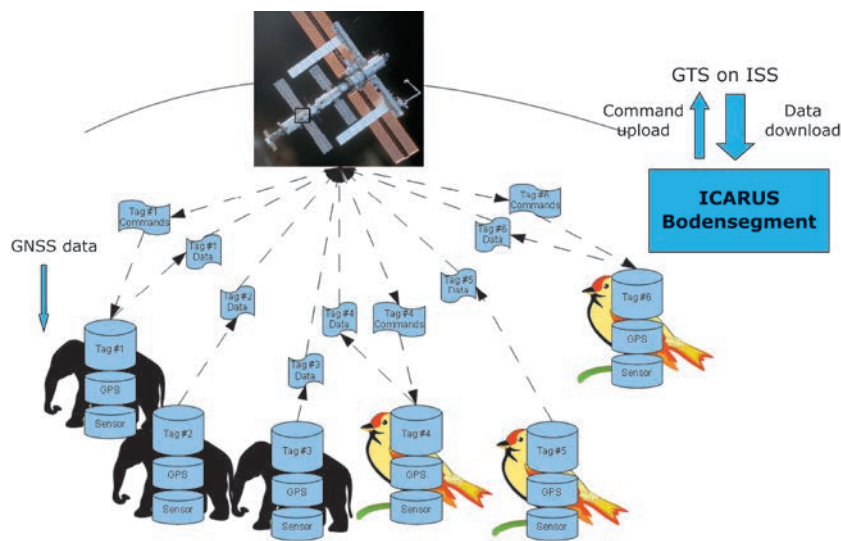 GTS on ISS
Command
upload
Data
download
ICARUS
Bodensegment
GNSS data
Tag #1
Commands
Tag #1
Data
Tag #2
Data
Tag #3
Data
Tag #4
Data
Tag #4
Commands
Tag #5
Data
Tag #6
Data
Tag #6
Commands
Tag #1
GPS
Sensor
Tag #2
GPS
Sensor
Tag #3
GPS
Sensor
Tag #4
GPS
Sensor
Tag #5
GPS
Sensor
Tag #6
GPS
Sensor